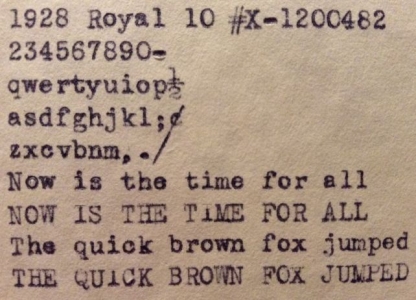 1928 Royal 10 #X-1200482
234567890-
qwertyuiop½
asdfghjkl;¢
zxcvbnm,./
Now is the time for all
NOW IS THE TIME FOR ALL
The quick brown fox jumped
THE QUICK BROWN FOX JUMPED